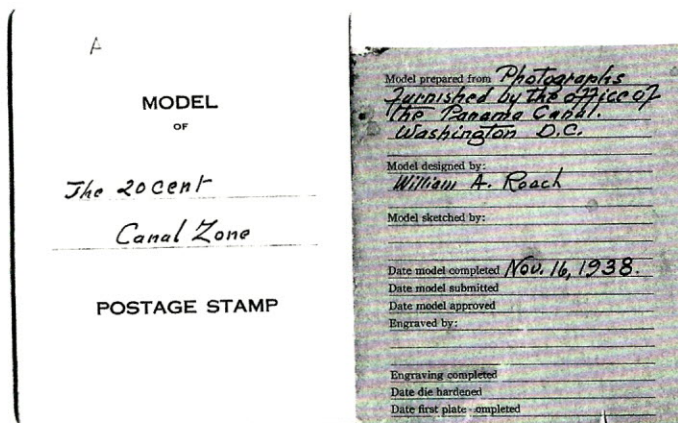 A
MODEL
OF
The 20 cent
Canal Zone
POSTAGE STAMP
Model prepared from Photographs
furnished by the office of
the Panama Canal.
Washington D.C.
Model designed by:
William A. Roach
Model sketched by:
Date model completed Nov. 16, 1938.
Date model submitted
Date model approved
Engraved by:
Engraving completed
Date die hardened
Date first plate completed